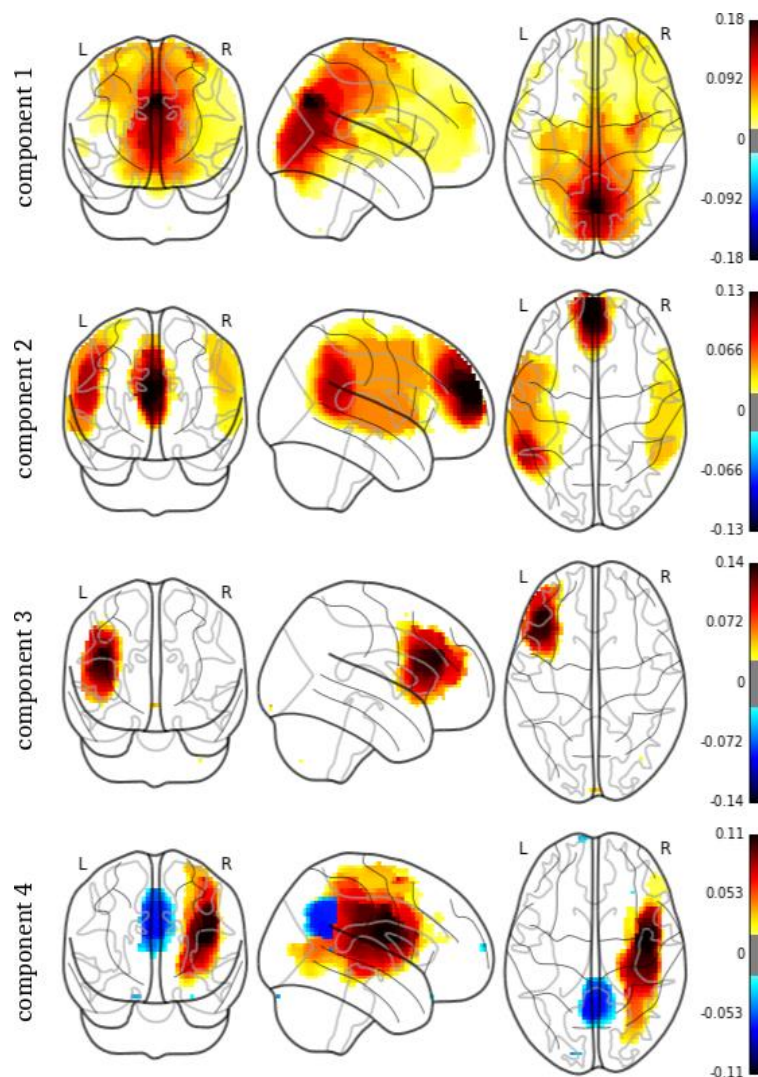 component 1
L R L R
0.18
0.092
0
-0.092
-0.18
component 2
L R L R
0.13
0.066
0
-0.066
-0.13
component 3
L R L R
0.14
0.072
0
-0.072
-0.14
component 4
L R L R
0.11
0.053
0
-0.053
-0.11